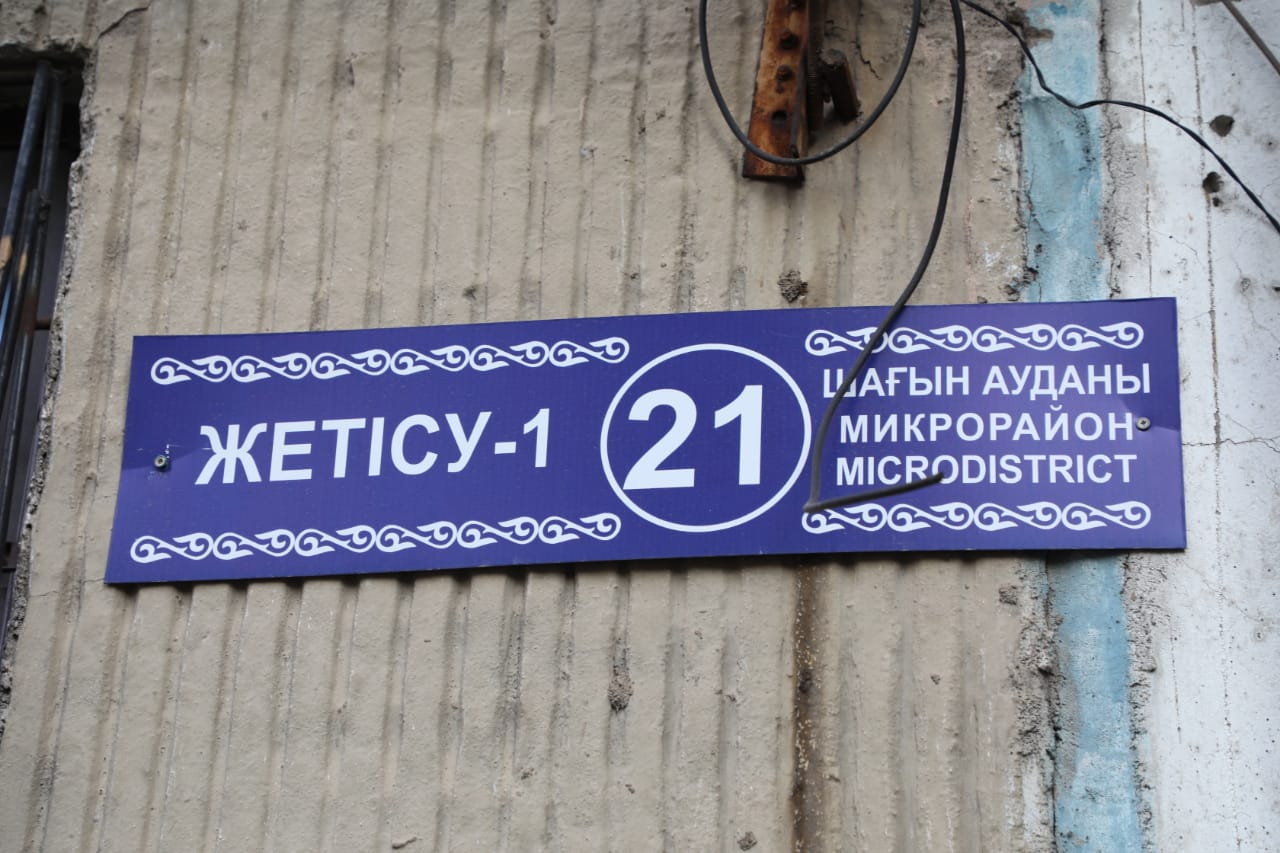 ЖЕТІСУ-1
21
ШАҒЫН АУДАНЫ
МИКРОРАЙОН
MICRODISTRICT